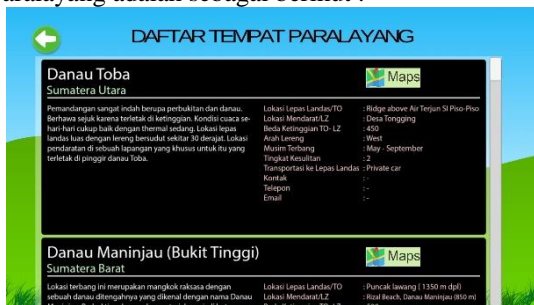 aralayang adalah sebagai berikut :
DAFTAR TEMPAT PARALAYANG
Danau Toba
Sumatera Utara
Maps
Pemandangan sangat indah berupa perbukitan dan danau.
Berhawa sejuk karena terletak di ketinggian. Kondisi cuaca se-
hari-hari cukup baik dengan thermal sedang. Lokasi lepas
landas luas dengan lereng bersudut sekitar 30 derajat. Lokasi
pendaratan di sebuah lapangan yang khusus untuk itu yang
terletak di pinggir danau Toba.
Lokasi Lepas Landas/TO : Ridge above Air Terjun SI Piso-Piso
Lokasi Mendarat/LZ : Desa Tongging
Beda Ketinggian TO- LZ : 450
Arah Lereng : West
Musim Terbang : May - September
Tingkat Kesulitan : 2
Transportasi ke Lepas Landas : Private car
Kontak : -
Telepon : -
Email : -
Danau Maninjau (Bukit Tinggi)
Sumatera Barat
Maps
Lokasi terbang ini merupakan mangkok raksasa dengan
sebuah danau ditengahnya yang dikenal dengan nama Danau
Lokasi Lepas Landas/TO : Puncak lawang ( 1350 m dpl)
Lokasi Mendarat/LZ : Rizal Beach, Danau Maninjau (850 m)